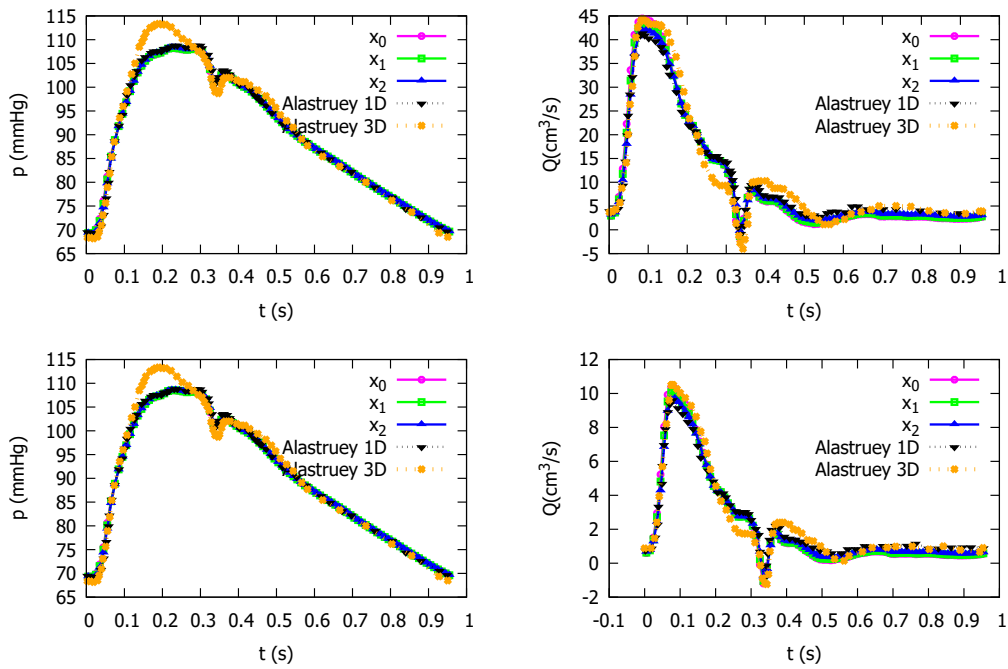 p (mmHg)
115
110
105
100
95
90
85
80
75
70
65
0 0.1 0.2 0.3 0.4 0.5 0.6 0.7 0.8 0.9 1
t (s)
x0
x1
x2
Alastruey 1D
Alastruey 3D
Q(cm3/s)
45
40
35
30
25
20
15
10
5
0
-5
0 0.1 0.2 0.3 0.4 0.5 0.6 0.7 0.8 0.9 1
t (s)
x0
x1
x2
Alastruey 1D
Alastruey 3D
p (mmHg)
115
110
105
100
95
90
85
80
75
70
65
0 0.1 0.2 0.3 0.4 0.5 0.6 0.7 0.8 0.9 1
t (s)
x0
x1
x2
Alastruey 1D
Alastruey 3D
Q(cm3/s)
12
10
8
6
4
2
0
-2
-0.1 0 0.1 0.2 0.3 0.4 0.5 0.6 0.7 0.8 0.9 1
t (s)
x0
x1
x2
Alastruey 1D
Alastruey 3D